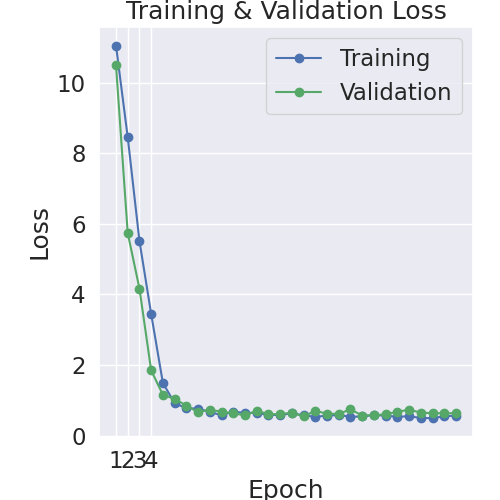 Training & Validation Loss
Training
Validation
Loss
10
8
6
4
2
0
1234
Epoch